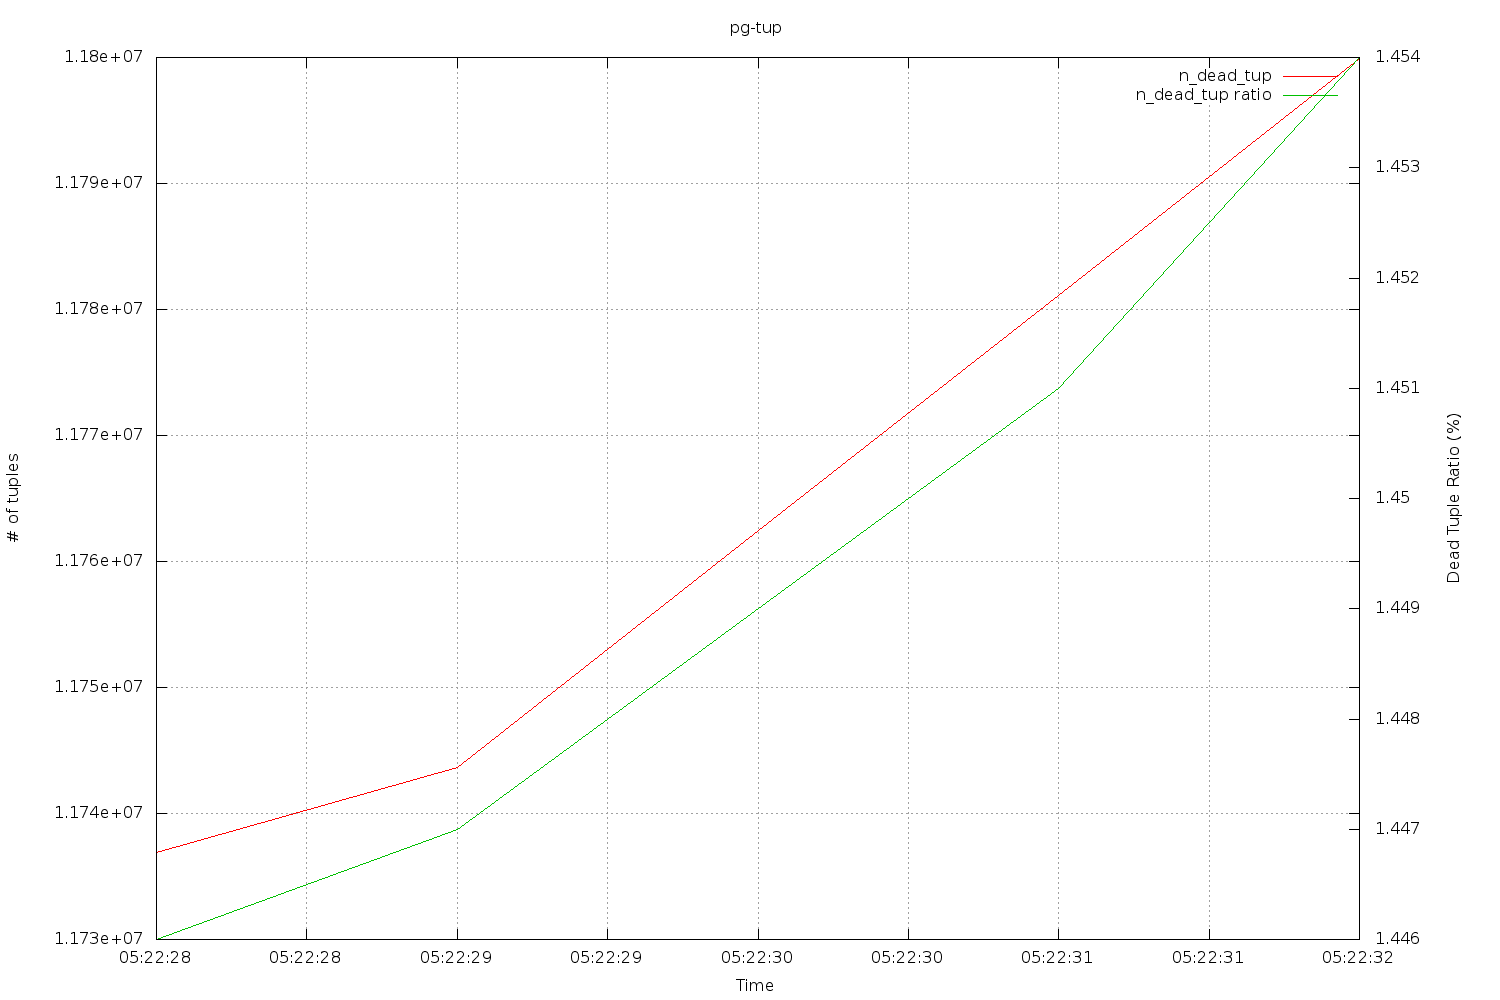 pg-tup
1.18e+07
1.179e+07
1.178e+07
1.177e+07
1.176e+07
1.175e+07
1.174e+07
1.173e+07
# of tuples
n_dead_tup
n_dead_tup ratio
1.454
1.453
1.452
1.451
1.45
1.449
1.448
1.447
1.446
Dead Tuple Ratio (%)
05:22:28 05:22:28 05:22:29 05:22:29 05:22:30 05:22:30 05:22:31 05:22:31 05:22:32
Time